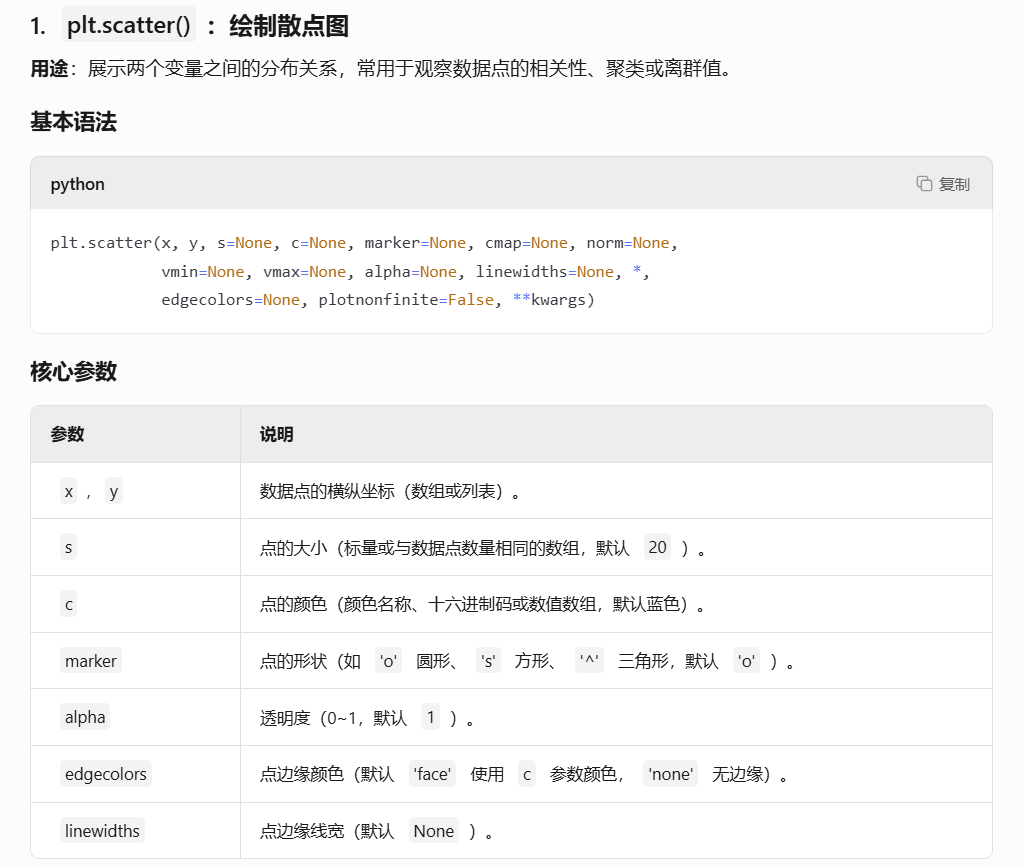 1. plt.scatter() ：绘制散点图
用途：展示两个变量之间的分布关系，常用于观察数据点的相关性、聚类或离群值。
基本语法
python 复制
plt.scatter(x, y, s=None, c=None, marker=None, cmap=None, norm=None,
            vmin=None, vmax=None, alpha=None, linewidths=None, *,
            edgecolors=None, plotnonfinite=False, **kwargs)
核心参数
参数 说明
x ， y 数据点的横纵坐标（数组或列表）。
s 点的大小（标量或与数据点数量相同的数组，默认 20 ）。
c 点的颜色（颜色名称、十六进制码或数值数组，默认蓝色）。
marker 点的形状（如 'o' 圆形、 's' 方形、 '^' 三角形，默认 'o' ）。
alpha 透明度（0~1，默认 1 ）。
edgecolors 点边缘颜色（默认 'face' 使用 c 参数颜色， 'none' 无边缘）。
linewidths 点边缘线宽（默认 None ）。